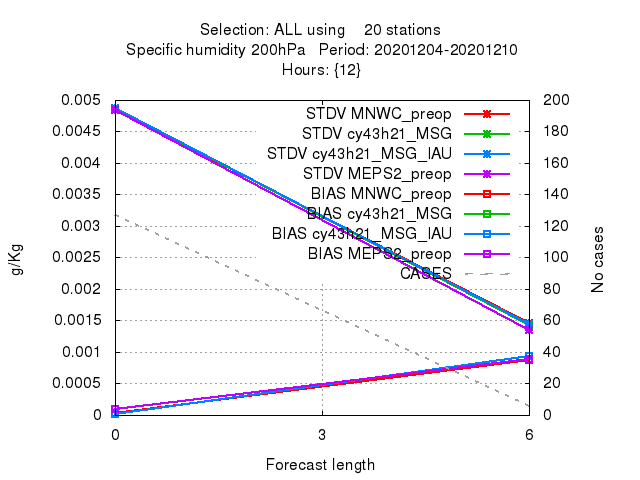 Selection: ALL using    20 stations
Specific humidity 200hPa   Period: 20201204-20201210
Hours: {12}
0.005
0.0045
0.004
0.0035
0.003
0.0025
0.002
0.0015
0.001
0.0005
0
g/Kg
STDV MNWC_preop
STDV cy43h21_MSG
STDV cy43h21_MSG_IAU
STDV MEPS2_preop
BIAS MNWC_preop
BIAS cy43h21_MSG
BIAS cy43h21_MSG_IAU
BIAS MEPS2_preop
CASES
200
180
160
140
120
100
80
60
40
20
0
No cases
0 3 6
Forecast length